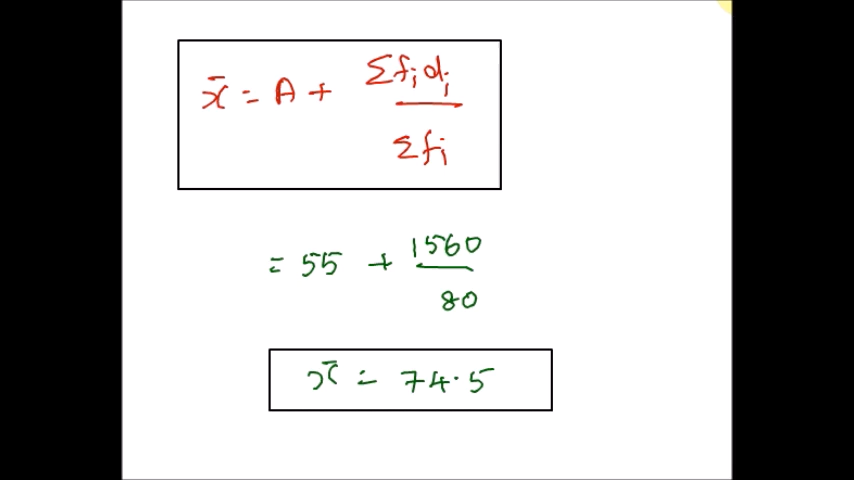 x̄ = A + Σfidi / Σfi
= 55 + 1560 / 80
x̄ = 74.5